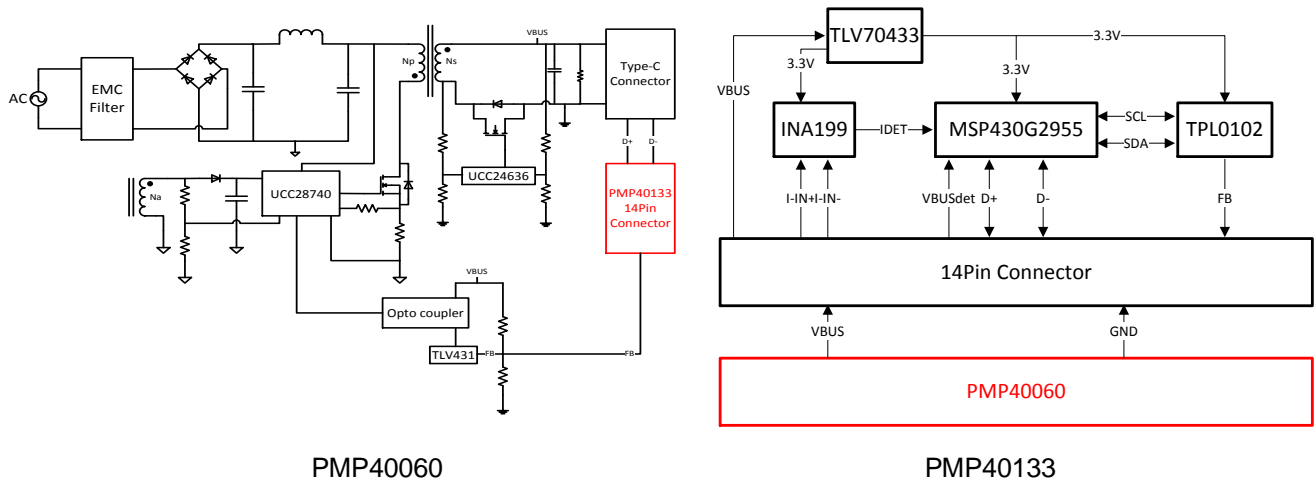 VBUS
Np
Ns
Type-C
Connector
AC
EMC
Filter
D+
D-
UCC24636
PMP40133
14Pin
Connector
Na
UCC28740
VBUS
Opto coupler
TLV431
FB
FB
PMP40060
TLV70433
3.3V
3.3V
3.3V
VBUS
INA199
IDET
MSP430G2955
SCL
SDA
TPL0102
I-IN+
I-IN-
VBUSdet
D+
D-
FB
14Pin Connector
VBUS
GND
PMP40060
PMP40133